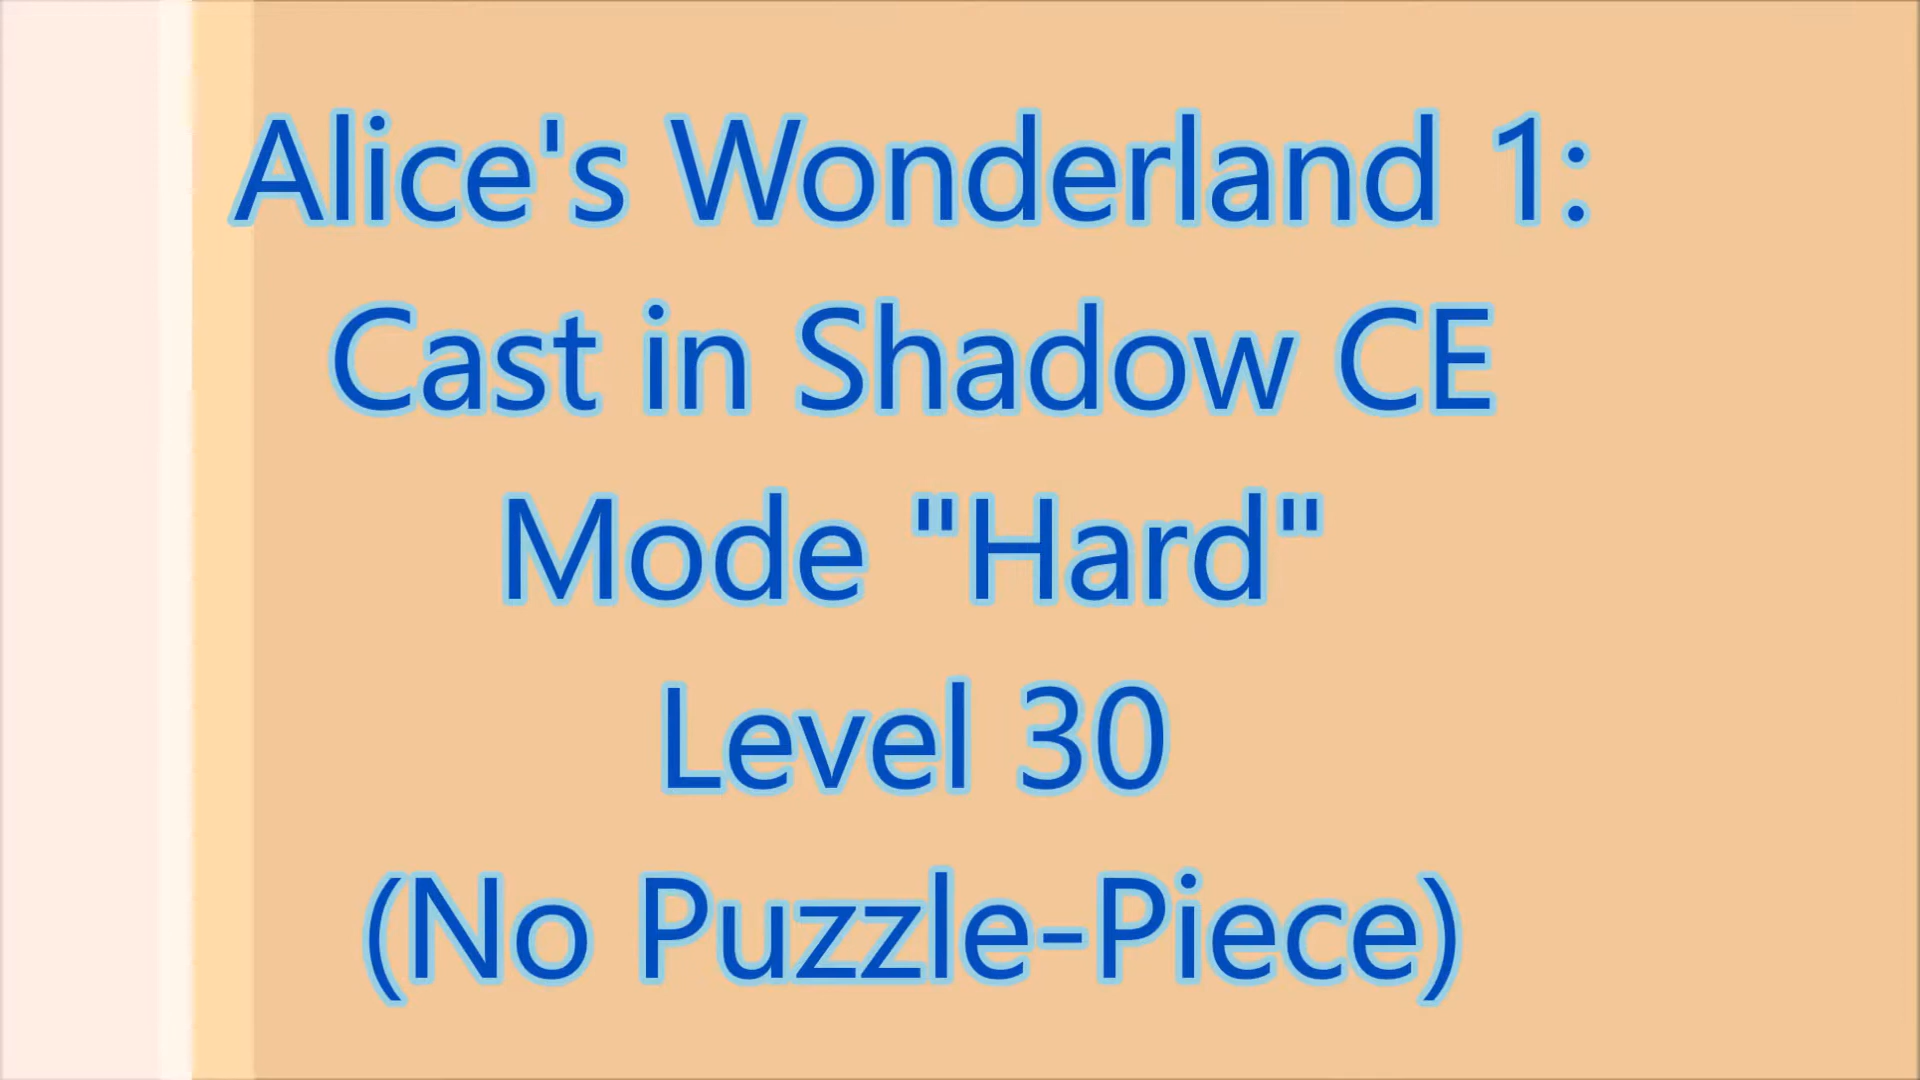 Alice's Wonderland 1:
Cast in Shadow CE
Mode "Hard"
Level 30
(No Puzzle-Piece)